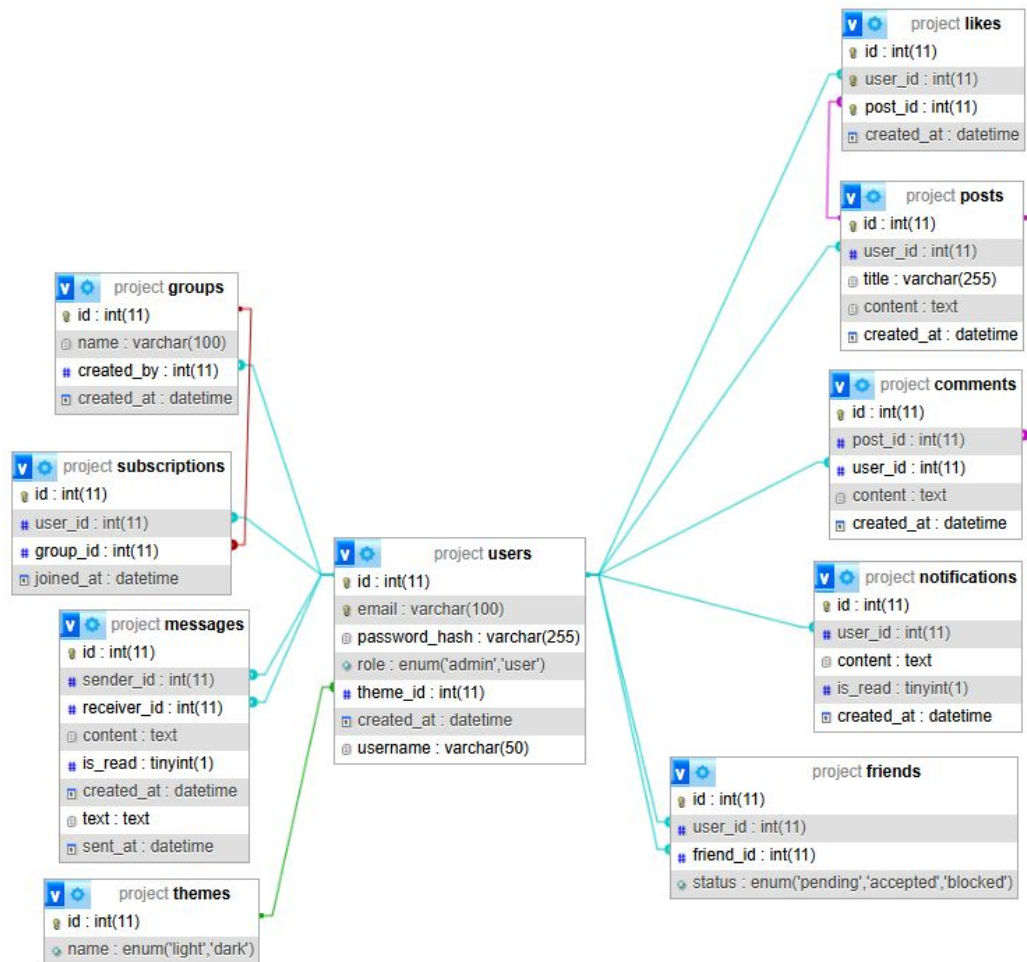 V project likes
id : int(11)
user_id : int(11)
post_id : int(11)
created_at : datetime
V project posts
id : int(11)
# user_id : int(11)
title : varchar(255)
content : text
created_at : datetime
V project groups
id : int(11)
name : varchar(100)
# created_by : int(11)
created_at : datetime
V project comments
id : int(11)
# post_id : int(11)
# user_id : int(11)
content : text
created_at : datetime
V project subscriptions
id : int(11)
# user_id : int(11)
# group_id : int(11)
joined_at : datetime
V project users
id : int(11)
email : varchar(100)
password_hash : varchar(255)
role : enum('admin','user')
# theme_id : int(11)
created_at : datetime
username : varchar(50)
V project notifications
id : int(11)
# user_id : int(11)
content : text
# is_read : tinyint(1)
created_at : datetime
V project messages
id : int(11)
# sender_id : int(11)
# receiver_id : int(11)
content : text
# is_read : tinyint(1)
created_at : datetime
text : text
sent_at : datetime
V project friends
id : int(11)
# user_id : int(11)
# friend_id : int(11)
status : enum('pending','accepted','blocked')
V project themes
id : int(11)
name : enum('light','dark')